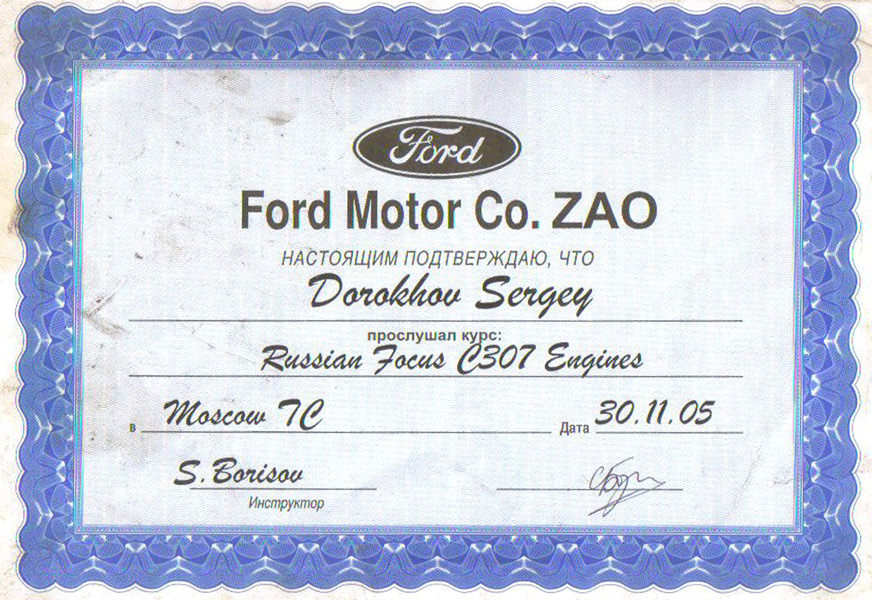 Ford
Ford Motor Co. ZAO
НАСТОЯЩИМ ПОДТВЕРЖДАЮ, ЧТО
Dorokhov Sergey
прослушал курс:
Russian Focus C307 Engines
в Moscow TC Дата 30.11.05
S.Borisov
Инструктор